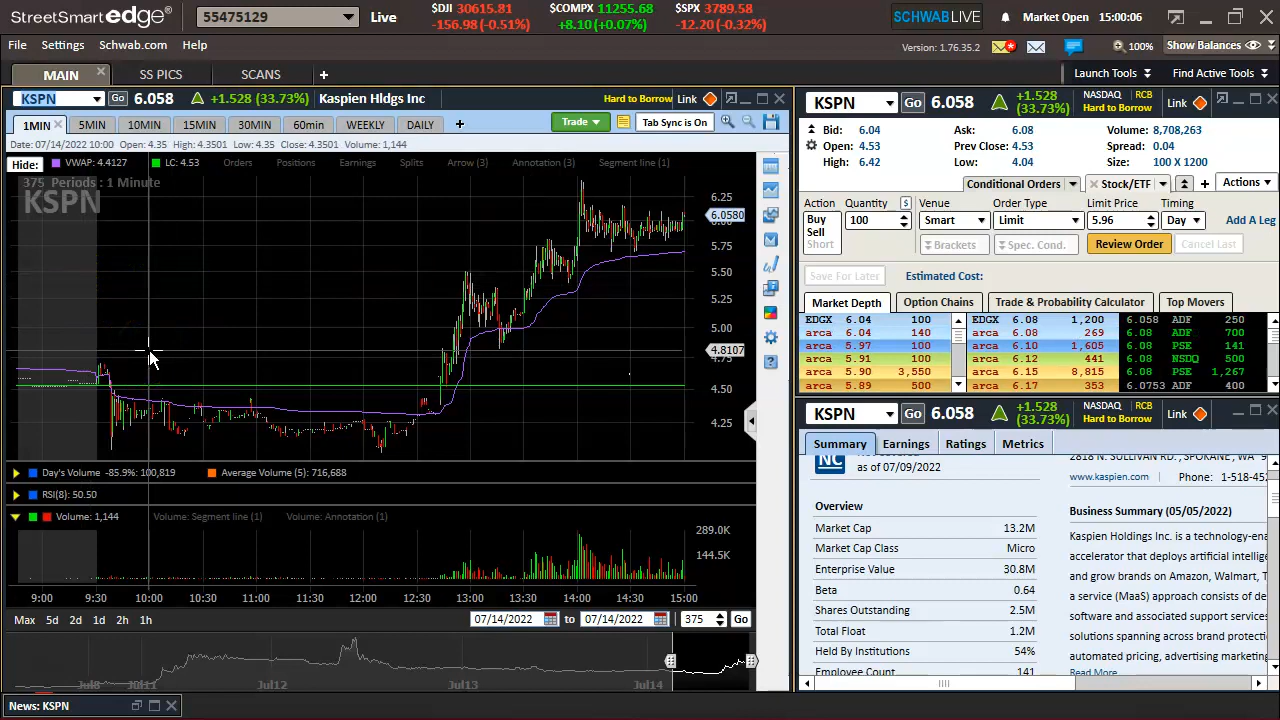 StreetSmart edge® 55475129 Live
$DJI 30615.81 -156.98 (-0.51%)
$COMPX 11255.68 +8.10 (+0.07%)
$SPX 3789.58 -12.20 (-0.32%)
SCHWABLIVE Market Open 15:00:06
File Settings Schwab.com Help
Version: 1.76.35.2 100% Show Balances
MAIN SS PICS SCANS + Launch Tools Find Active Tools
KSPN Go 6.058 +1.528 (33.73%) Kaspien Hldgs Inc Hard to Borrow Link
1MIN 5MIN 10MIN 15MIN 30MIN 60min WEEKLY DAILY + Trade Tab Sync is On
Date: 07/14/2022 10:00 Open: 4.35 High: 4.3501 Low: 4.35 Close: 4.3501 Volume: 1,144
Hide: VWAP: 4.4127 LC: 4.53 Orders Positions Earnings Splits Arrow (3) Annotation (3) Segment line (1)
375 Periods : 1 Minute
KSPN
6.25
6.0580
6.00
5.75
5.50
5.25
5.00
4.8107
4.75
4.50
4.25
Day's Volume -85.9%: 100,819 Average Volume (5): 716,688
RSI(8): 50.50
Volume: 1,144 Volume: Segment line (1) Volume: Annotation (1)
289.0K
144.5K
9:00 9:30 10:00 10:30 11:00 11:30 12:00 12:30 13:00 13:30 14:00 14:30 15:00
Max 5d 2d 1d 2h 1h 07/14/2022 to 07/14/2022 375 Go
Jul12 Jul13 Jul14
News: KSPN
KSPN Go 6.058 +1.528 (33.73%) NASDAQ RCB Hard to Borrow Link
Bid: 6.04 Ask: 6.08 Volume: 8,708,263
Open: 4.53 Prev Close: 4.53 Spread: 0.04
High: 6.42 Low: 4.04 Size: 100 X 1200
Conditional Orders Stock/ETF + Actions
Action Quantity $ Venue Order Type Limit Price Timing
Buy Sell Short 100 Smart Limit 5.96 Day Add A Leg
Brackets Spec. Cond. Review Order Cancel Last
Save For Later Estimated Cost:
Market Depth Option Chains Trade & Probability Calculator Top Movers
EDGX 6.04 100 EDGX 6.08 1,200 6.058 ADF 250
arca 6.04 140 arca 6.08 269 6.08 ADF 700
arca 5.97 100 arca 6.10 1,605 6.08 PSE 141
arca 5.91 100 arca 6.12 441 6.08 NSDQ 500
arca 5.90 3,550 arca 6.15 8,815 6.08 PSE 1,267
arca 5.89 500 arca 6.17 353 6.0753 ADF 400
KSPN Go 6.058 +1.528 (33.73%) NASDAQ RCB Hard to Borrow Link
Summary Earnings Ratings Metrics
NC
as of 07/09/2022
Overview
Market Cap 13.2M
Market Cap Class Micro
Enterprise Value 30.8M
Beta 0.64
Shares Outstanding 2.5M
Total Float 1.2M
Held By Institutions 54%
Employee Count 141
2818 N. SULLIVAN RD., SPOKANE, WA
www.kaspien.com Phone: 1-518-452
Business Summary (05/05/2022)
Kaspien Holdings Inc. is a technology-ena
accelerator that deploys artificial intellige
and grow brands on Amazon, Walmart, T
a service (MaaS) approach consists of de
software and associated support services
solutions spanning across brand protectio
automated pricing, advertising marketing
Read More